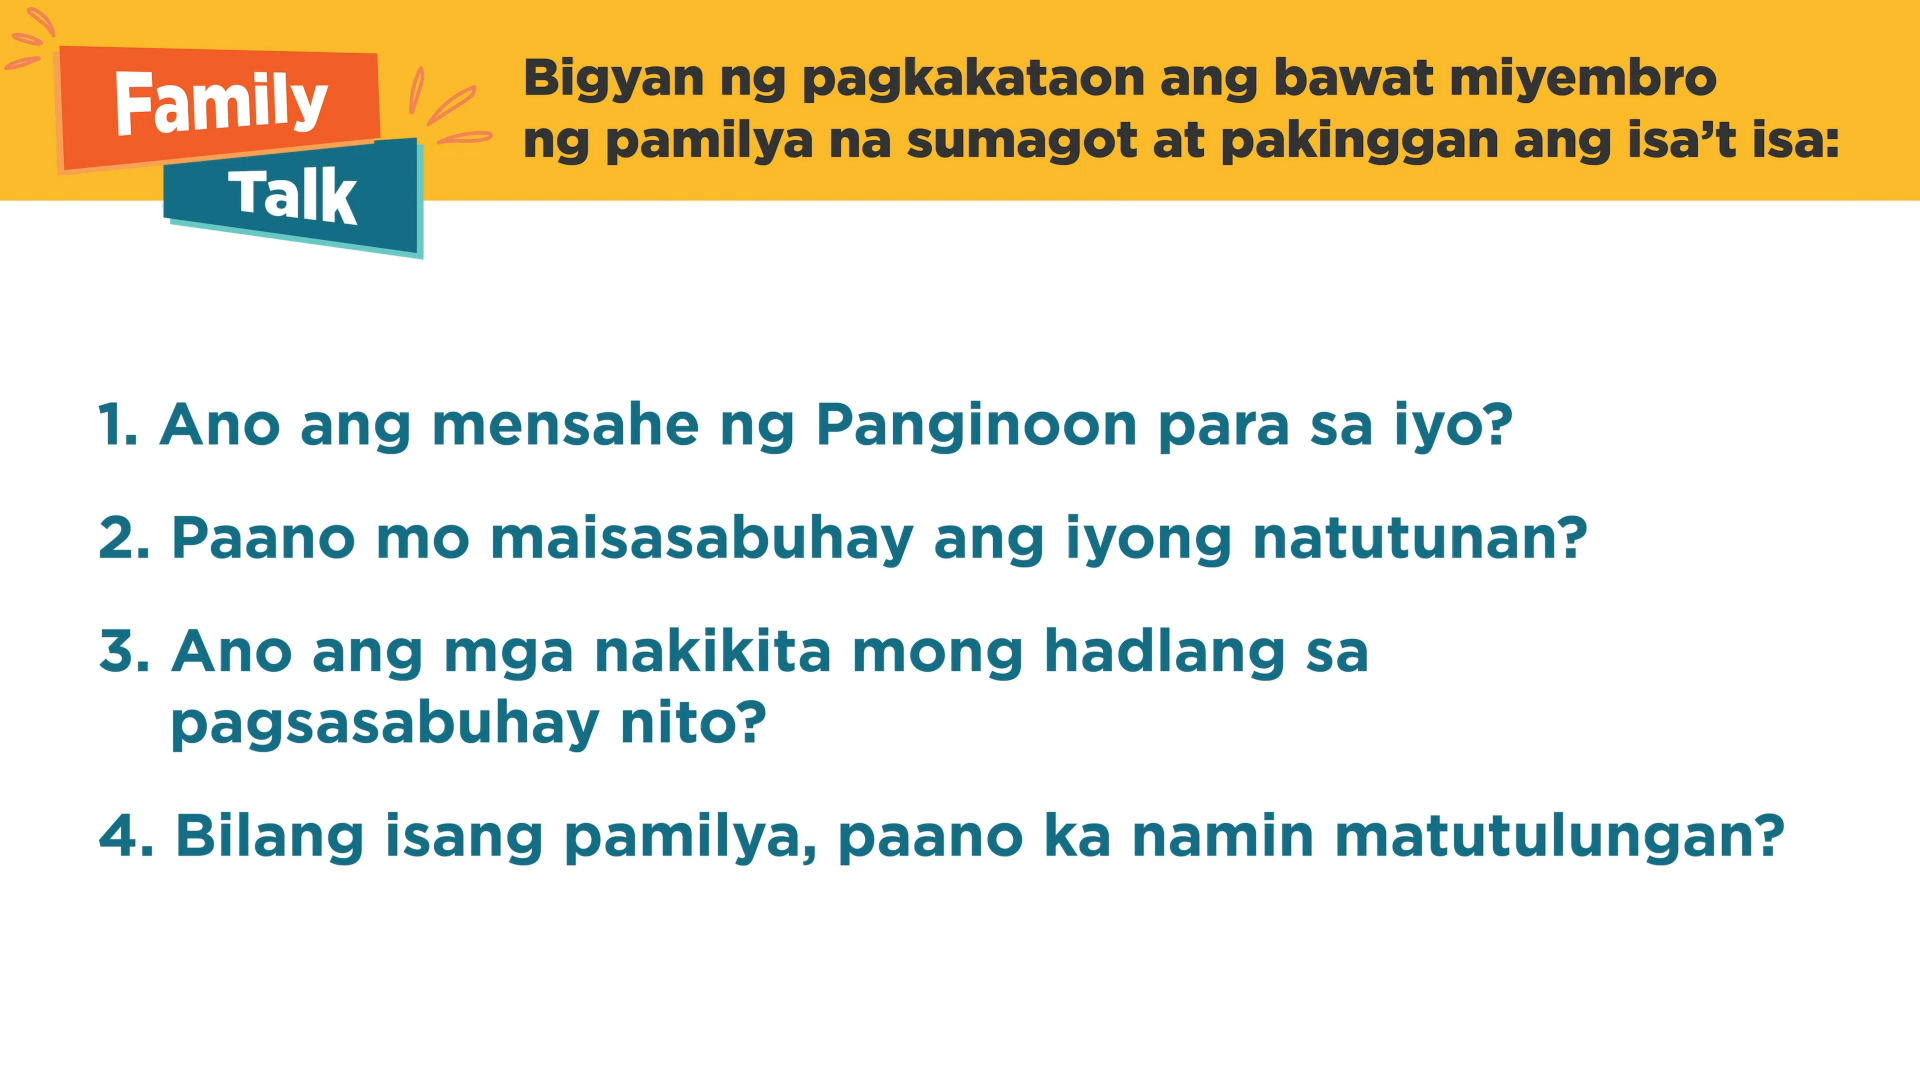 Family
Talk
Bigyan ng pagkakataon ang bawat miyembro
ng pamilya na sumagot at pakinggan ang isa’t isa:
1. Ano ang mensahe ng Panginoon para sa iyo?
2. Paano mo maisasabuhay ang iyong natutunan?
3. Ano ang mga nakikita mong hadlang sa
pagsasabuhay nito?
4. Bilang isang pamilya, paano ka namin matutulungan?